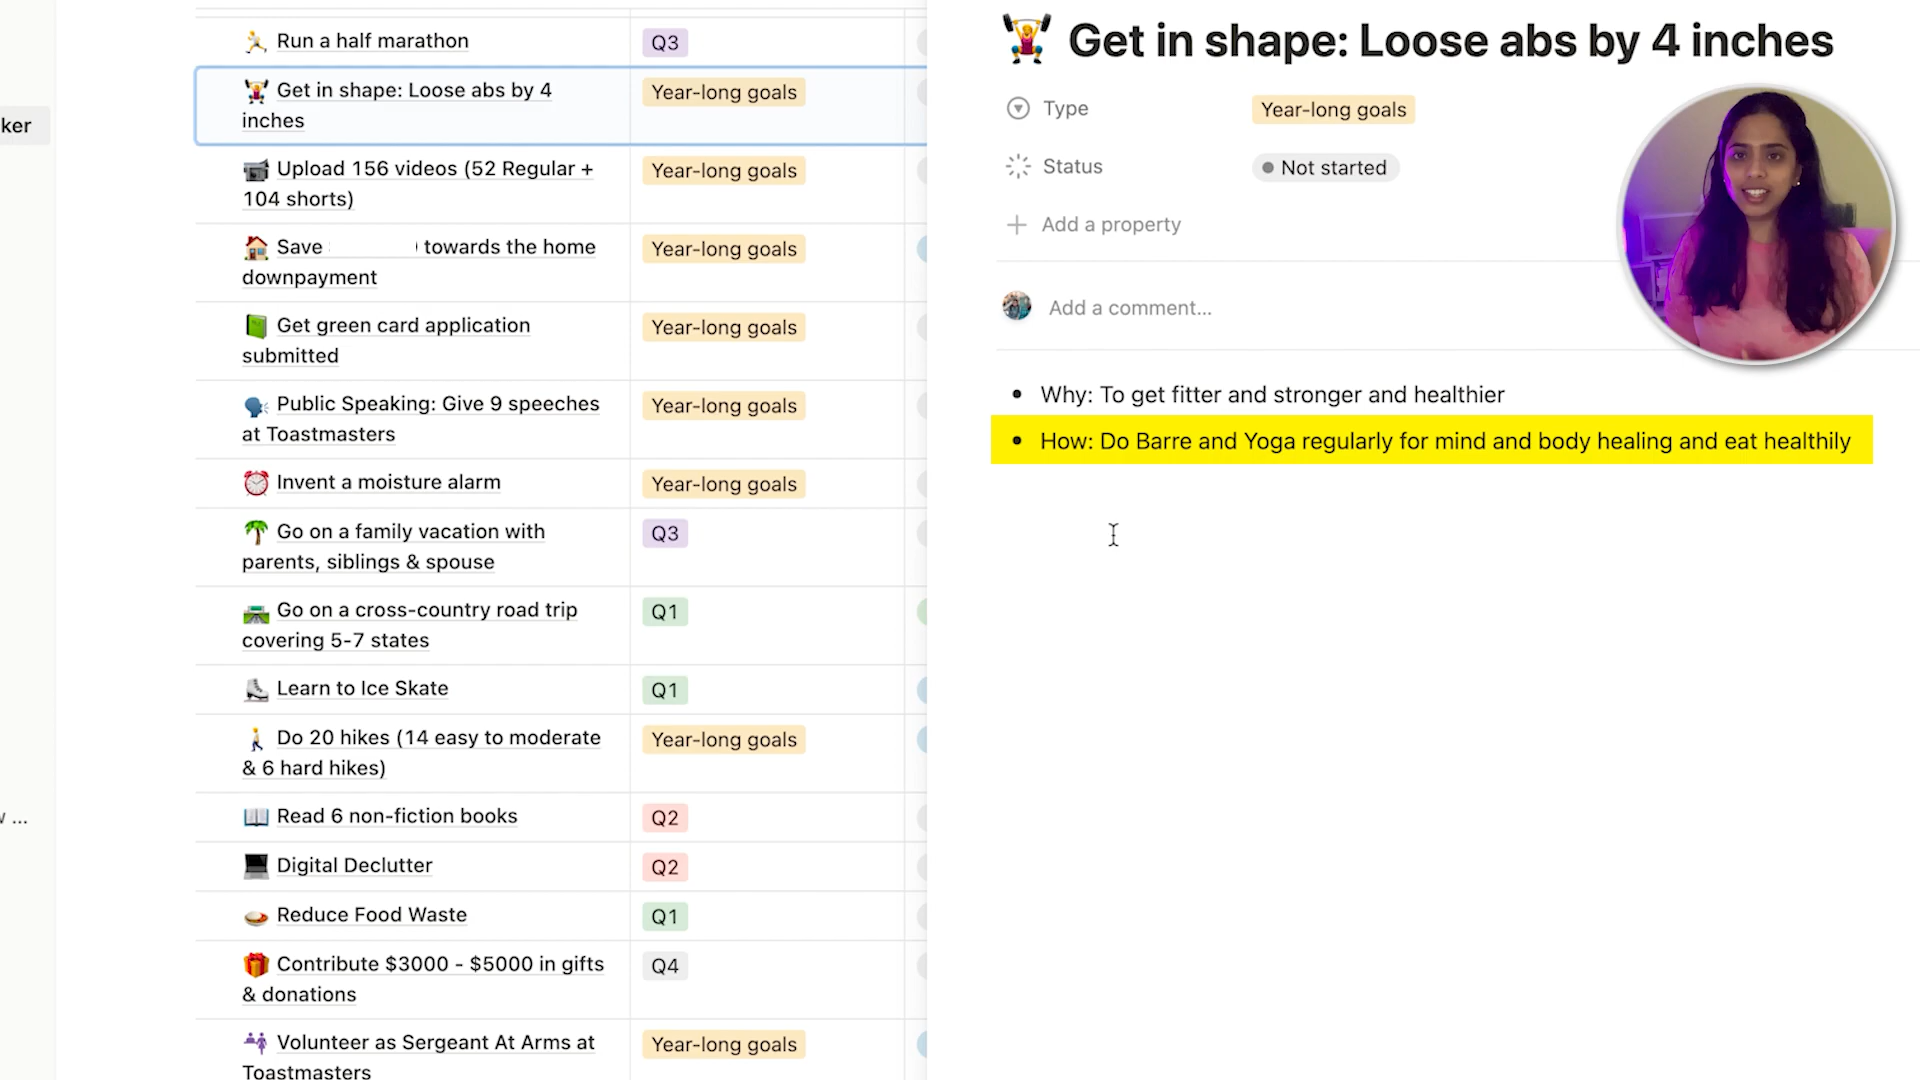 ker
Run a half marathon
Q3
Get in shape: Loose abs by 4
inches
Year-long goals
Upload 156 videos (52 Regular +
104 shorts)
Year-long goals
Save towards the home
downpayment
Year-long goals
Get green card application
submitted
Year-long goals
Public Speaking: Give 9 speeches
at Toastmasters
Year-long goals
Invent a moisture alarm
Year-long goals
Go on a family vacation with
parents, siblings & spouse
Q3
Go on a cross-country road trip
covering 5-7 states
Q1
Learn to Ice Skate
Q1
Do 20 hikes (14 easy to moderate
& 6 hard hikes)
Year-long goals
Read 6 non-fiction books
Q2
Digital Declutter
Q2
Reduce Food Waste
Q1
Contribute $3000 - $5000 in gifts
& donations
Q4
Volunteer as Sergeant At Arms at
Toastmasters
Year-long goals
Get in shape: Loose abs by 4 inches
Type
Year-long goals
Status
Not started
Add a property
Add a comment...
• Why: To get fitter and stronger and healthier
• How: Do Barre and Yoga regularly for mind and body healing and eat healthily